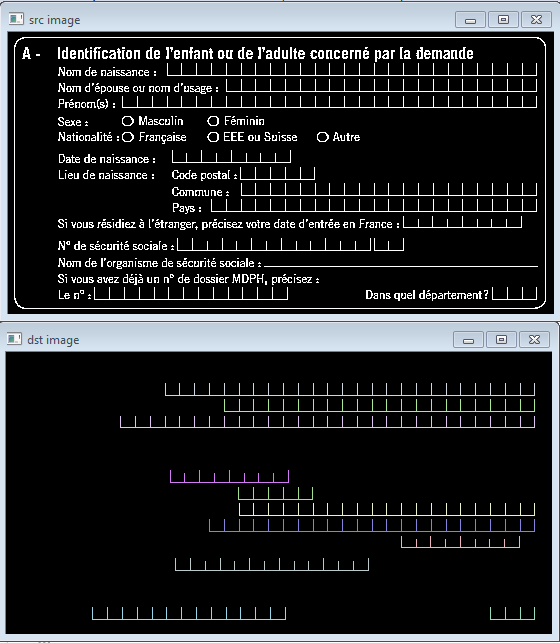 src image
A - Identification de l'enfant ou de l'adulte concerné par la demande
Nom de naissance :
Nom d'épouse ou nom d'usage :
Prénom(s) :
Sexe : Masculin Féminin
Nationalité : Française EEE ou Suisse Autre
Date de naissance :
Lieu de naissance : Code postal :
Commune :
Pays :
Si vous résidiez à l'étranger, précisez votre date d'entrée en France :
N° de sécurité sociale :
Nom de l'organisme de sécurité sociale :
Si vous avez déjà un n° de dossier MDPH, précisez :
Le n° : Dans quel département ?
dst image